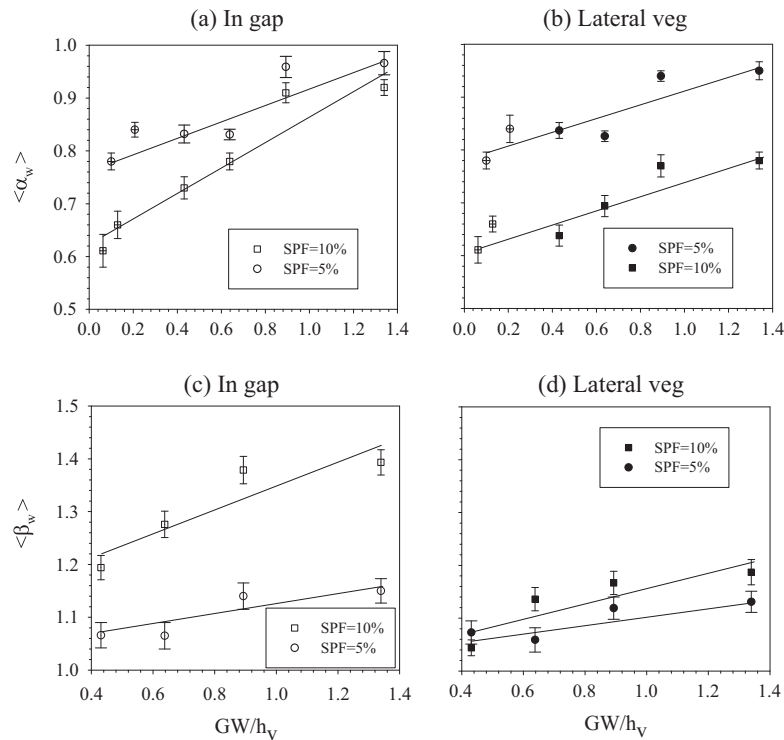 (a) In gap
(b) Lateral veg
1.0
0.9
0.8
0.7
0.6
0.5
<α_w>
SPF=10%
SPF=5%
SPF=5%
SPF=10%
0.0 0.2 0.4 0.6 0.8 1.0 1.2 1.4
0.0 0.2 0.4 0.6 0.8 1.0 1.2 1.4
(c) In gap
(d) Lateral veg
1.5
1.4
1.3
1.2
1.1
1.0
<β_w>
SPF=10%
SPF=5%
SPF=10%
SPF=5%
0.4 0.6 0.8 1.0 1.2 1.4
0.4 0.6 0.8 1.0 1.2 1.4
GW/h_v
GW/h_v